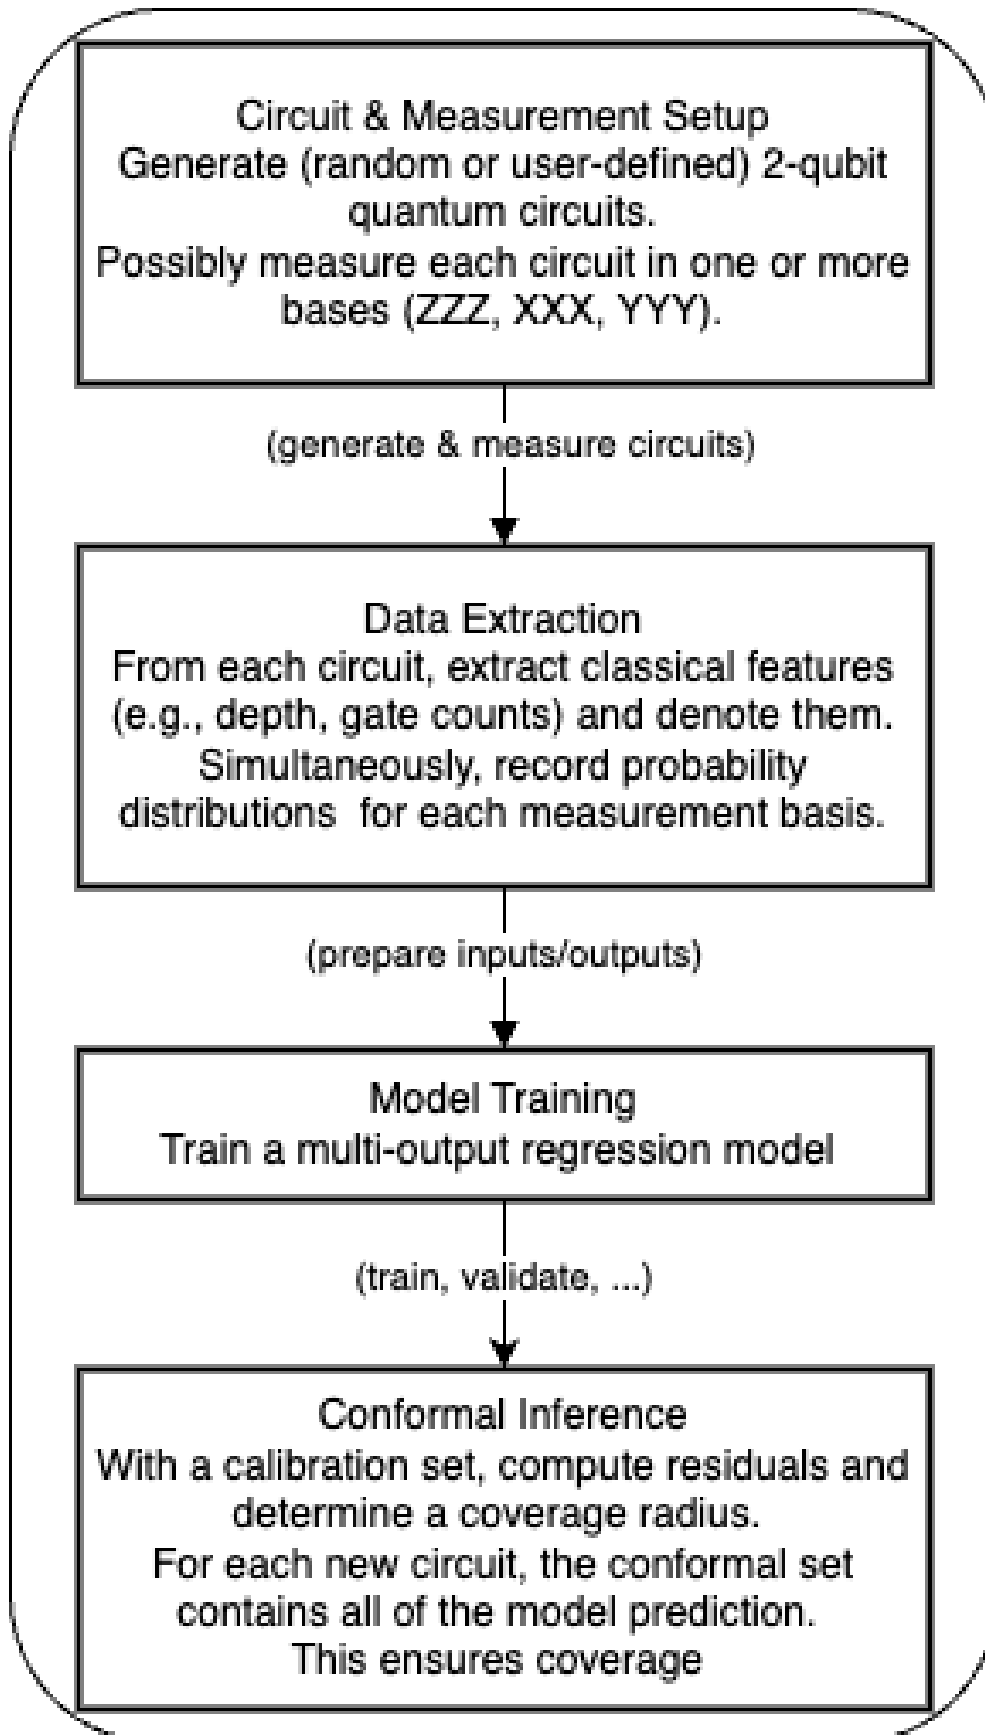 Circuit & Measurement Setup
Generate (random or user-defined) 2-qubit
quantum circuits.
Possibly measure each circuit in one or more
bases (ZZZ, XXX, YYY).
(generate & measure circuits)
Data Extraction
From each circuit, extract classical features
(e.g., depth, gate counts) and denote them.
Simultaneously, record probability
distributions  for each measurement basis.
(prepare inputs/outputs)
Model Training
Train a multi-output regression model
(train, validate, ...)
Conformal Inference
With a calibration set, compute residuals and
determine a coverage radius.
For each new circuit, the conformal set
contains all of the model prediction.
This ensures coverage